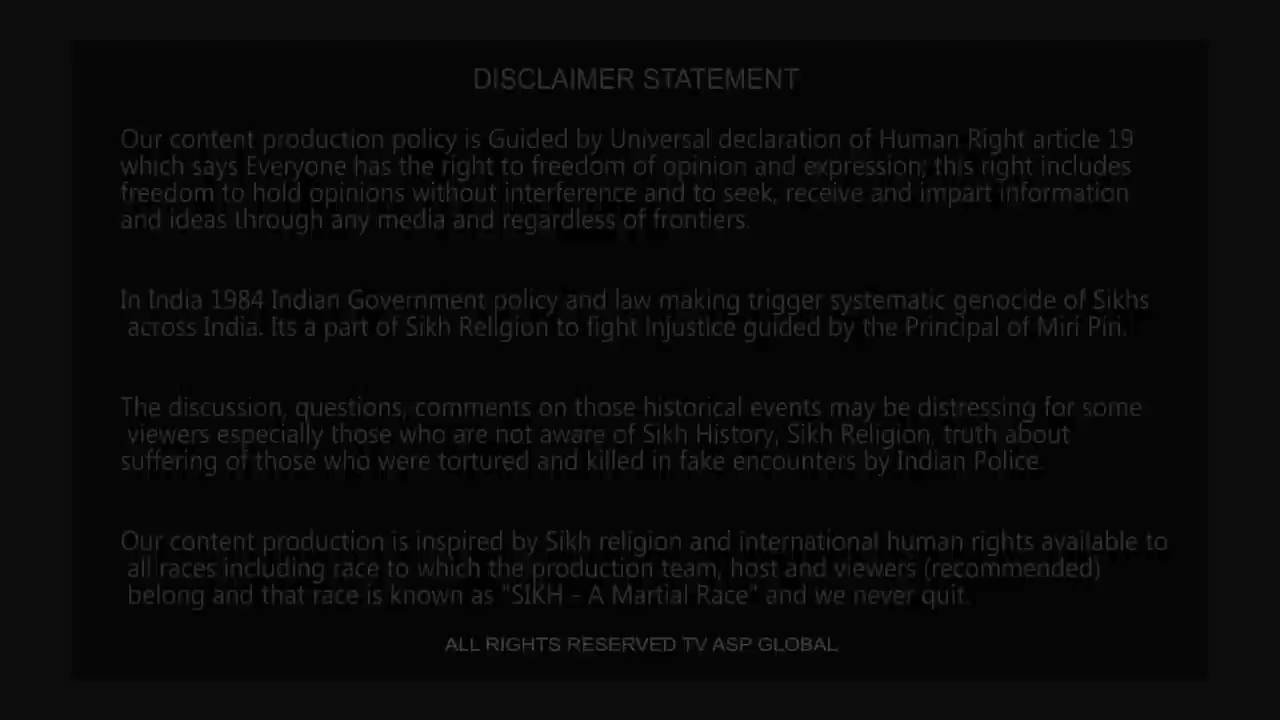 DISCLAIMER STATEMENT
Our content production policy is Guided by Universal declaration of Human Right article 19
which says Everyone has the right to freedom of opinion and expression; this right includes
freedom to hold opinions without interference and to seek, receive and impart information
and ideas through any media and regardless of frontiers.
In India 1984 Indian Government policy and law making trigger systematic genocide of Sikhs
across India. Its a part of Sikh Religion to fight Injustice guided by the Principal of Miri Piri.
The discussion, questions, comments on those historical events may be distressing for some
viewers especially those who are not aware of Sikh History, Sikh Religion, truth about
suffering of those who were tortured and killed in fake encounters by Indian Police.
Our content production is inspired by Sikh religion and international human rights available to
all races including race to which the production team, host and viewers (recommended)
belong and that race is known as "SIKH - A Martial Race" and we never quit.
ALL RIGHTS RESERVED TV ASP GLOBAL